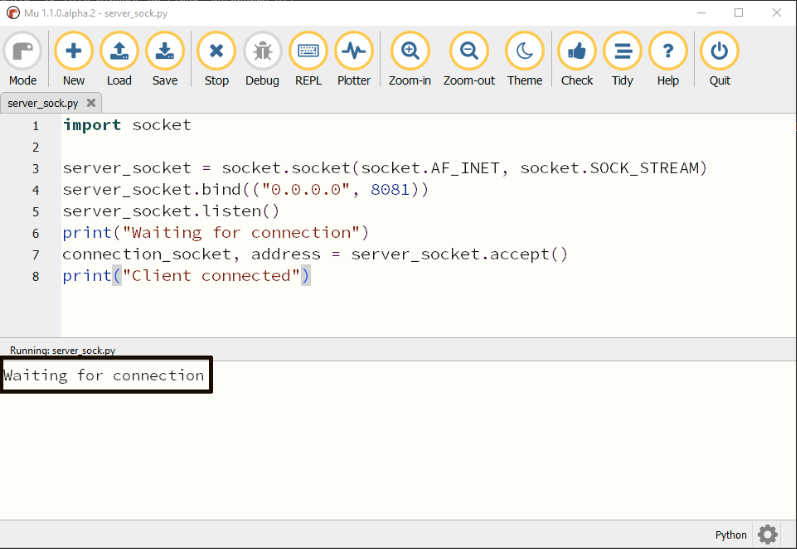 Mu 1.1.0.alpha.2 - server_sock.py
Mode New Load Save Stop Debug REPL Plotter Zoom-in Zoom-out Theme Check Tidy Help Quit
server_sock.py
1 import socket
2
3 server_socket = socket.socket(socket.AF_INET, socket.SOCK_STREAM)
4 server_socket.bind(("0.0.0.0", 8081))
5 server_socket.listen()
6 print("Waiting for connection")
7 connection_socket, address = server_socket.accept()
8 print("Client connected")
Running: server_sock.py
Waiting for connection
Python